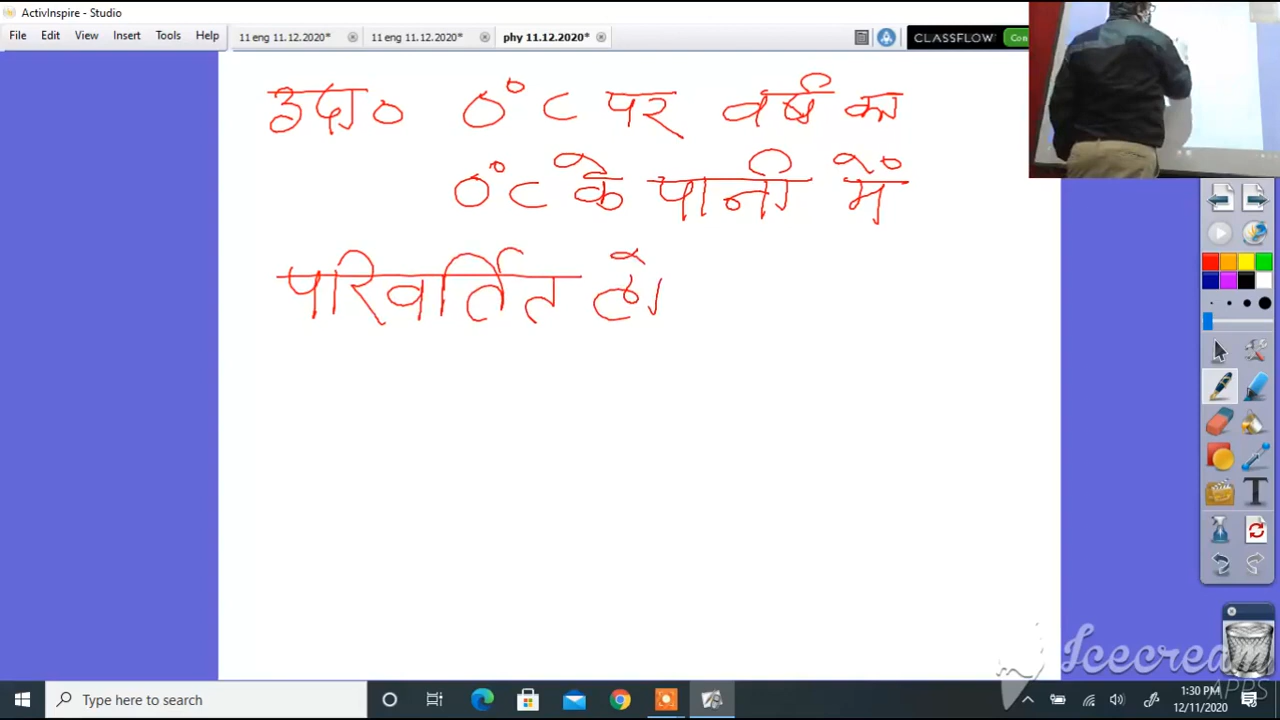 ActivInspire - Studio
File Edit View Insert Tools Help 11 eng 11.12.2020* 11 eng 11.12.2020* phy 11.12.2020* CLASSFLOW Con
उदा० 0°C पर वर्फ का
0°C के पानी में
परिवर्तित हो
T
Icecream
APPS
Type here to search
1:30 PM
12/11/2020